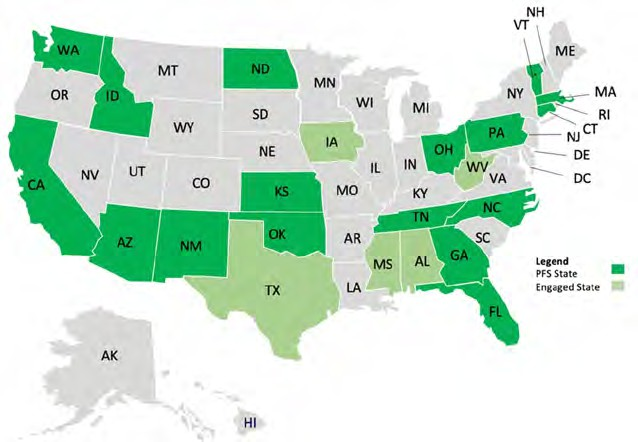 NH
VT
WA
ME
MT
ND
MN
OR
ID
WI
NY
MA
SD
MI
RI
WY
CT
PA
IA
NJ
OH
NE
DE
NV
IN
WV
IL
UT
DC
VA
CA
CO
KS
MO
KY
NC
TN
OK
AZ
NM
AR
SC
GA
MS
AL
Legend
PFS State
Engaged State
TX
LA
FL
AK
HI